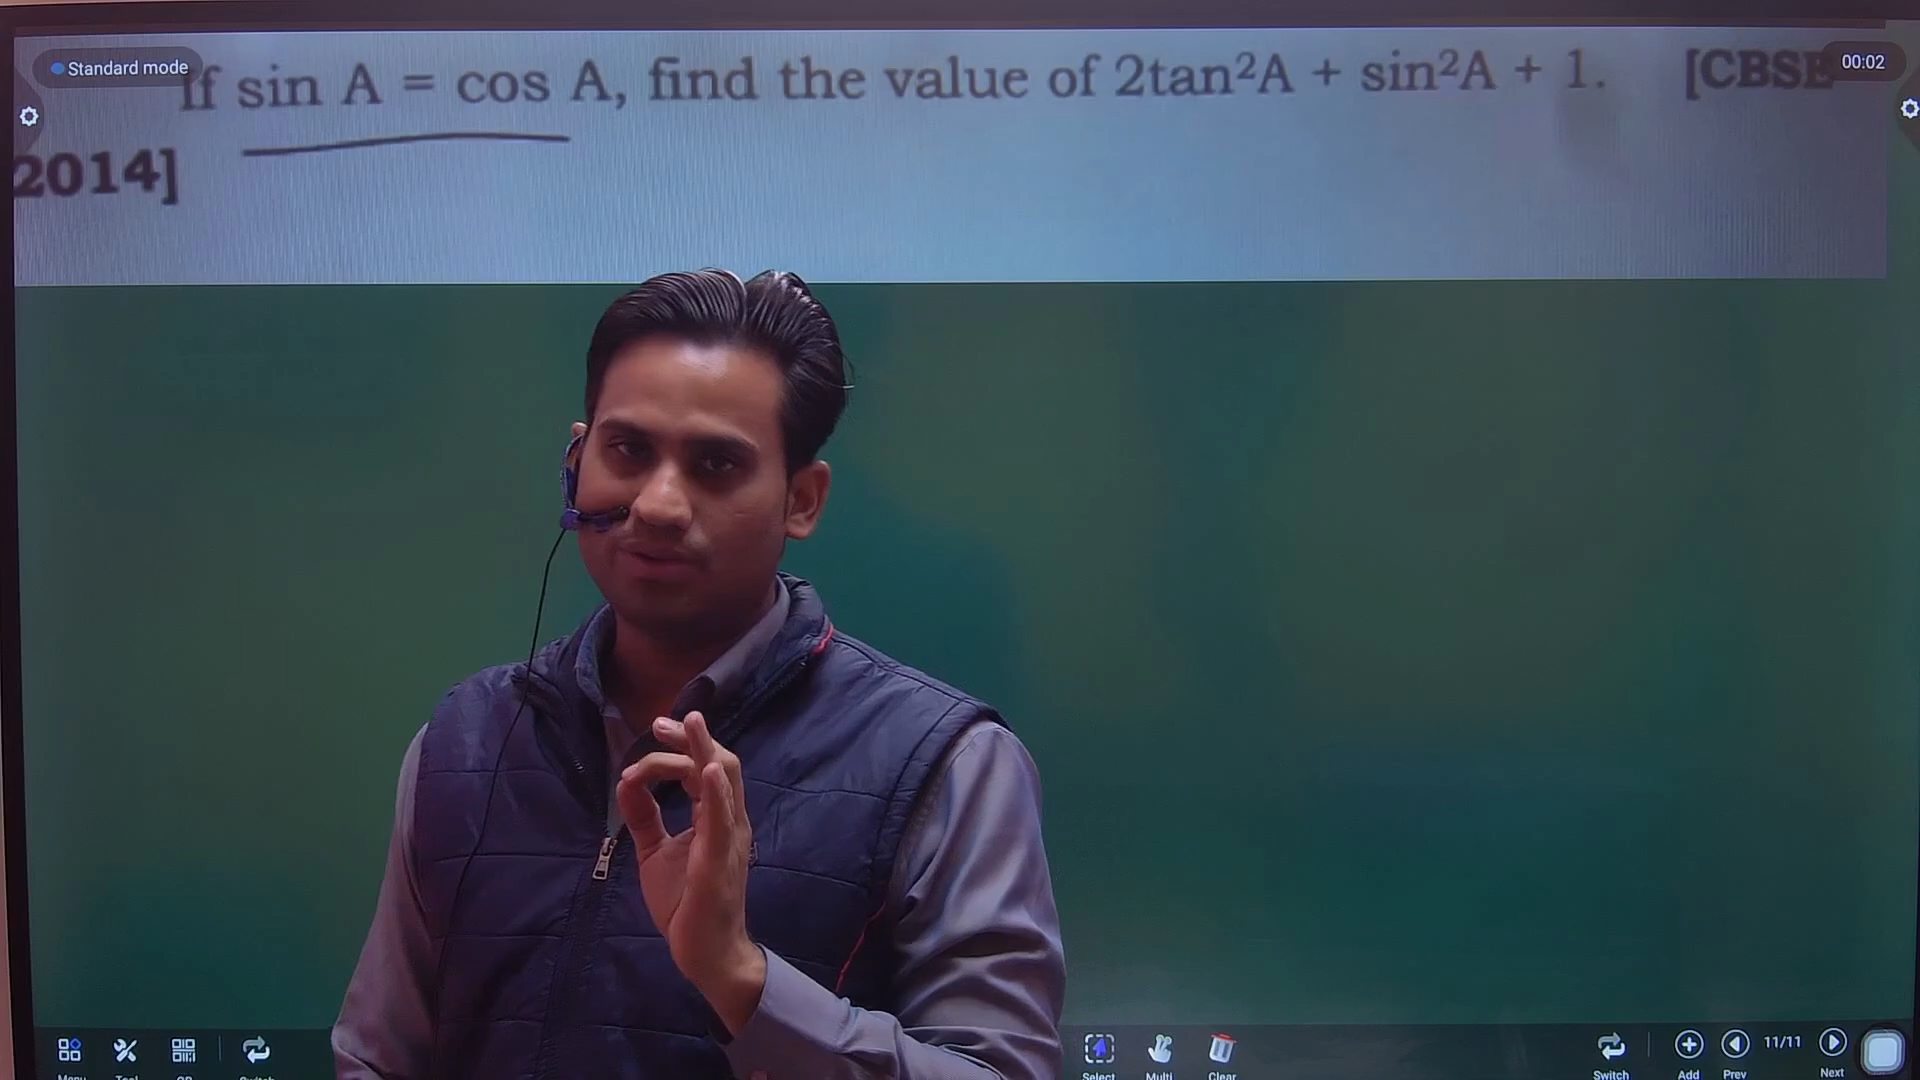 Standard mode
If sin A = cos A, find the value of 2tan²A + sin²A + 1. [CBSE
00:02
2014]
Select
Multi
Clear
Switch
Add
Prev
11/11
Next